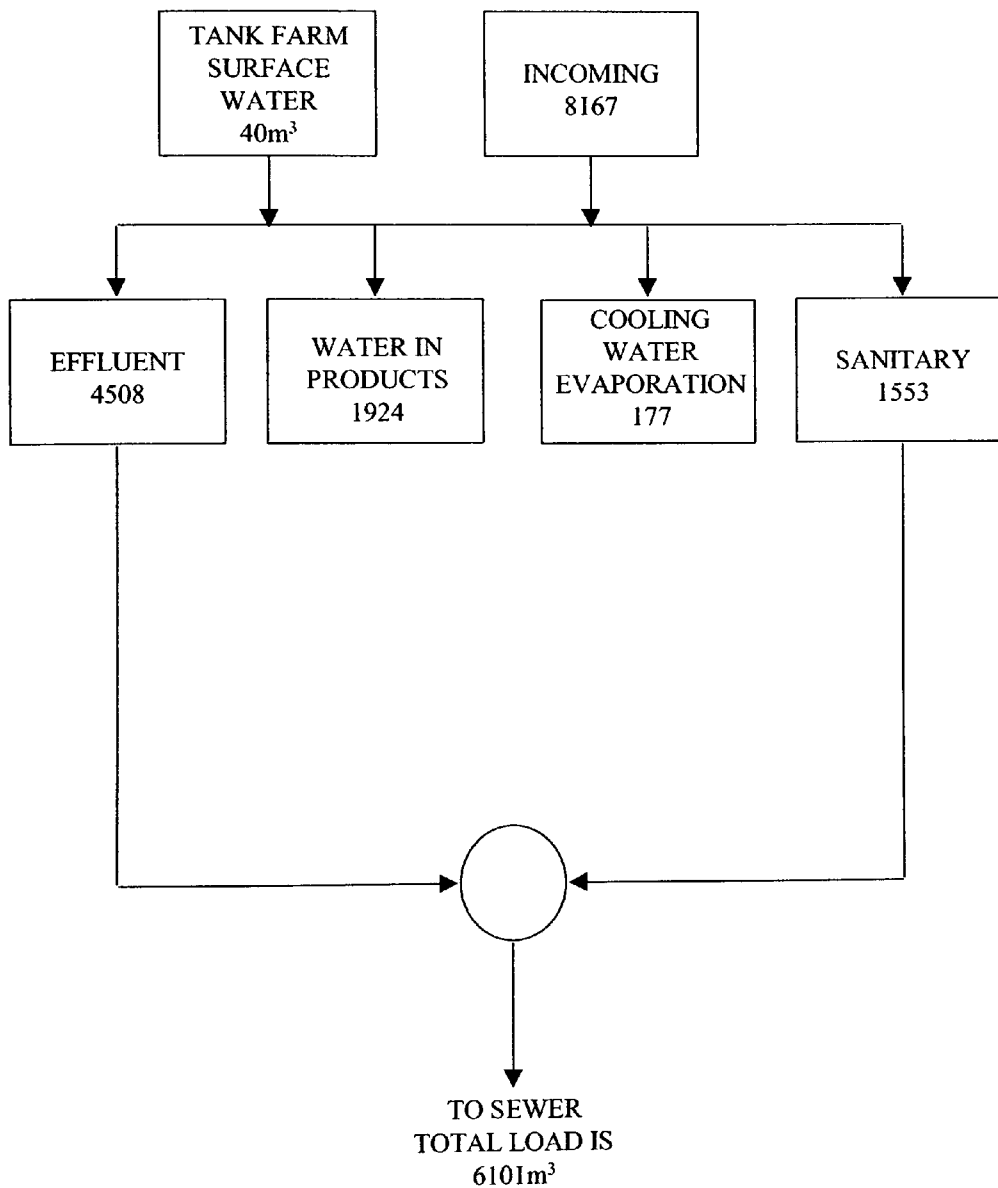 TANK FARM
SURFACE
WATER
40m³
INCOMING
8167
EFFLUENT
4508
WATER IN
PRODUCTS
1924
COOLING
WATER
EVAPORATION
177
SANITARY
1553
TO SEWER
TOTAL LOAD IS
6101m³